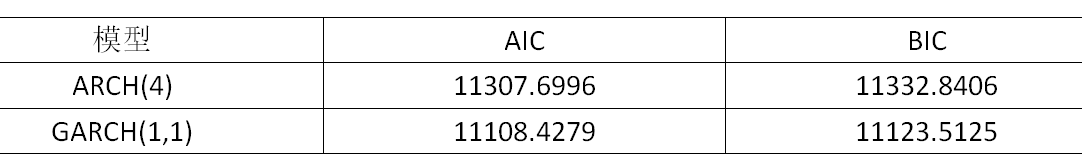 模型 AIC BIC
ARCH(4) 11307.6996 11332.8406
GARCH(1,1) 11108.4279 11123.5125